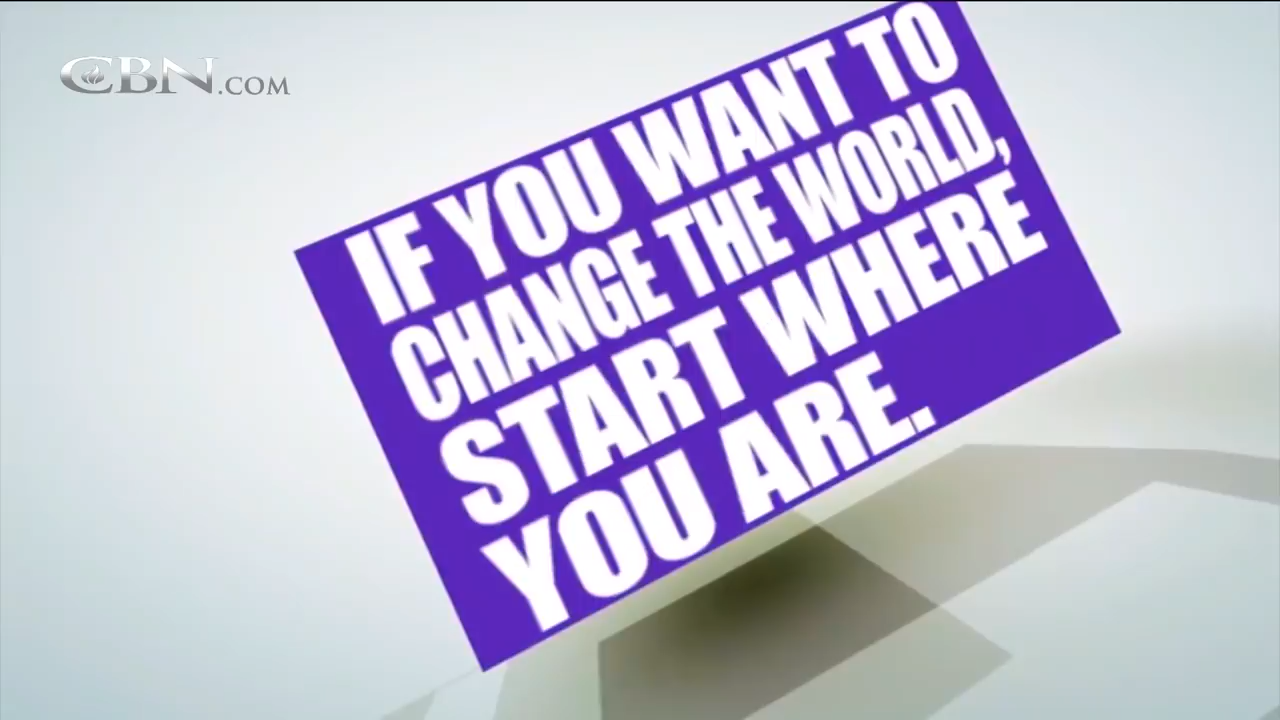 CBN.COM
IF YOU WANT TO
CHANGE THE WORLD,
START WHERE
YOU ARE.